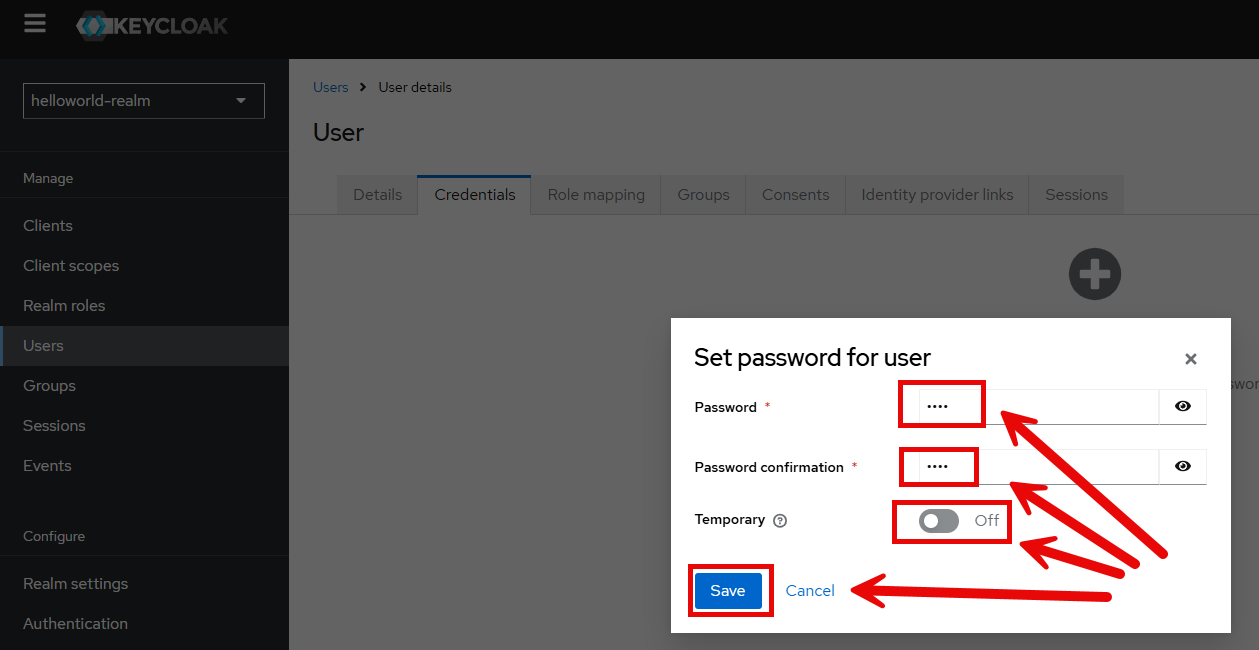 KEYCLOAK
helloworld-realm
Manage
Clients
Client scopes
Realm roles
Users
Groups
Sessions
Events
Configure
Realm settings
Authentication
Users > User details
User
Details Credentials Role mapping Groups Consents Identity provider links Sessions
Set password for user
Password *
••••
Password confirmation *
••••
Temporary Off
Save Cancel